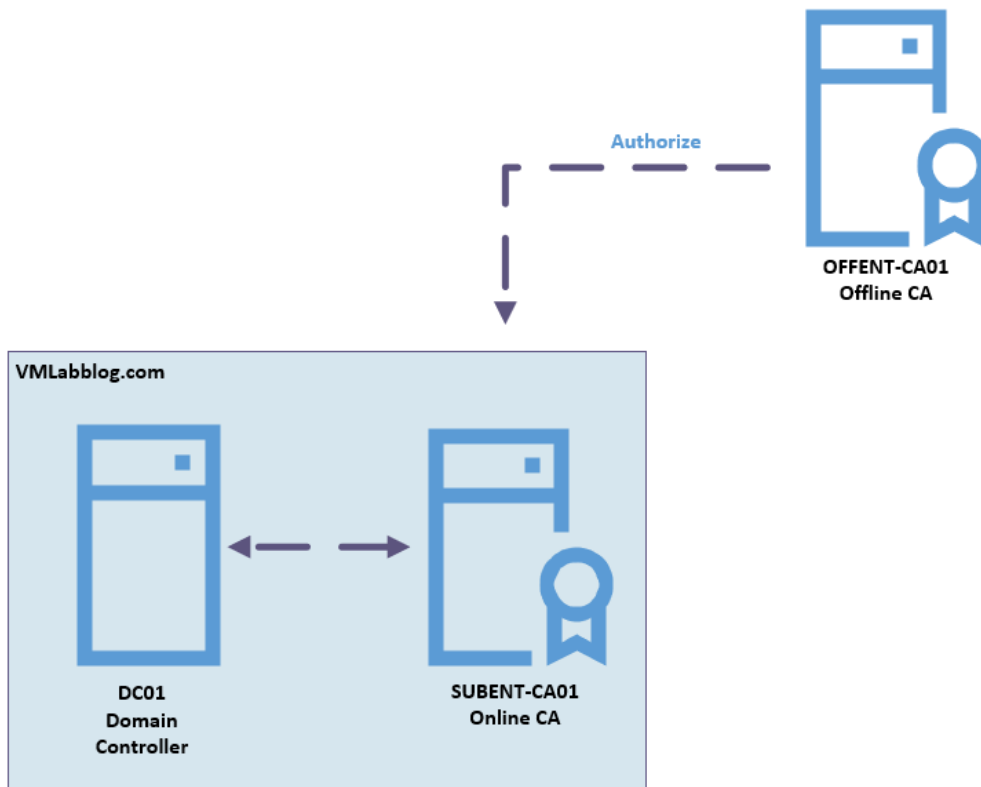 Authorize
OFFENT-CA01
Offline CA
VMLabblog.com
DC01
Domain
Controller
SUBENT-CA01
Online CA